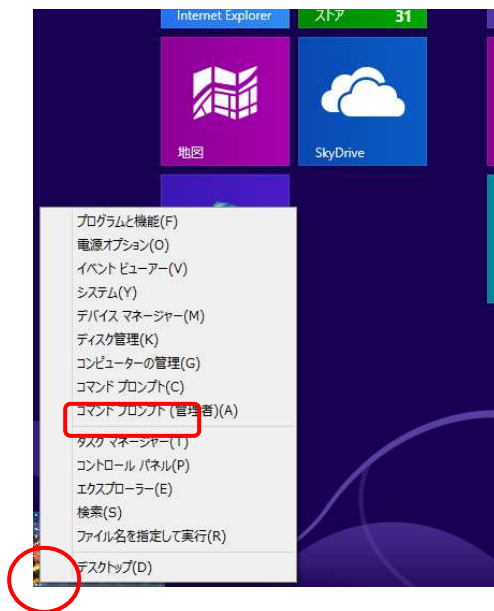 Internet Explorer
ストア 31
地図
SkyDrive
プログラムと機能(F)
電源オプション(O)
イベント ビューアー(V)
システム(Y)
デバイス マネージャー(M)
ディスク管理(K)
コンピューターの管理(G)
コマンド プロンプト(C)
コマンド プロンプト (管理者)(A)
タスク マネージャー(T)
コントロール パネル(P)
エクスプローラー(E)
検索(S)
ファイル名を指定して実行(R)
デスクトップ(D)